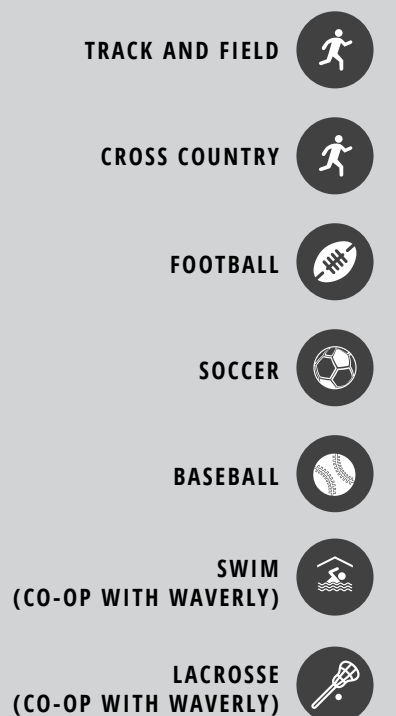 TRACK AND FIELD
CROSS COUNTRY
FOOTBALL
SOCCER
BASEBALL
SWIM
(CO-OP WITH WAVERLY)
LACROSSE
(CO-OP WITH WAVERLY)